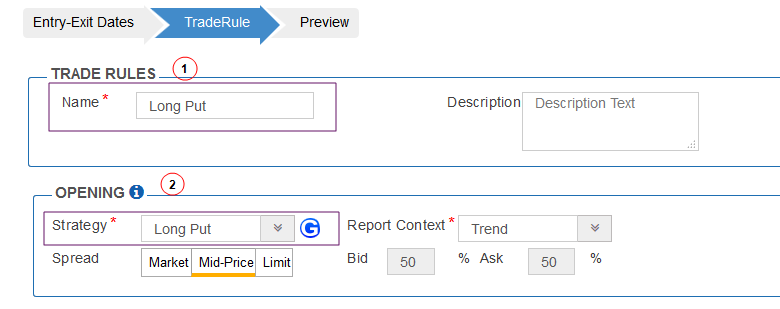 Entry-Exit Dates TradeRule Preview
TRADE RULES 1
Name * Long Put Description Description Text
OPENING i 2
Strategy * Long Put G Report Context * Trend
Spread Market Mid-Price Limit Bid 50 % Ask 50 %